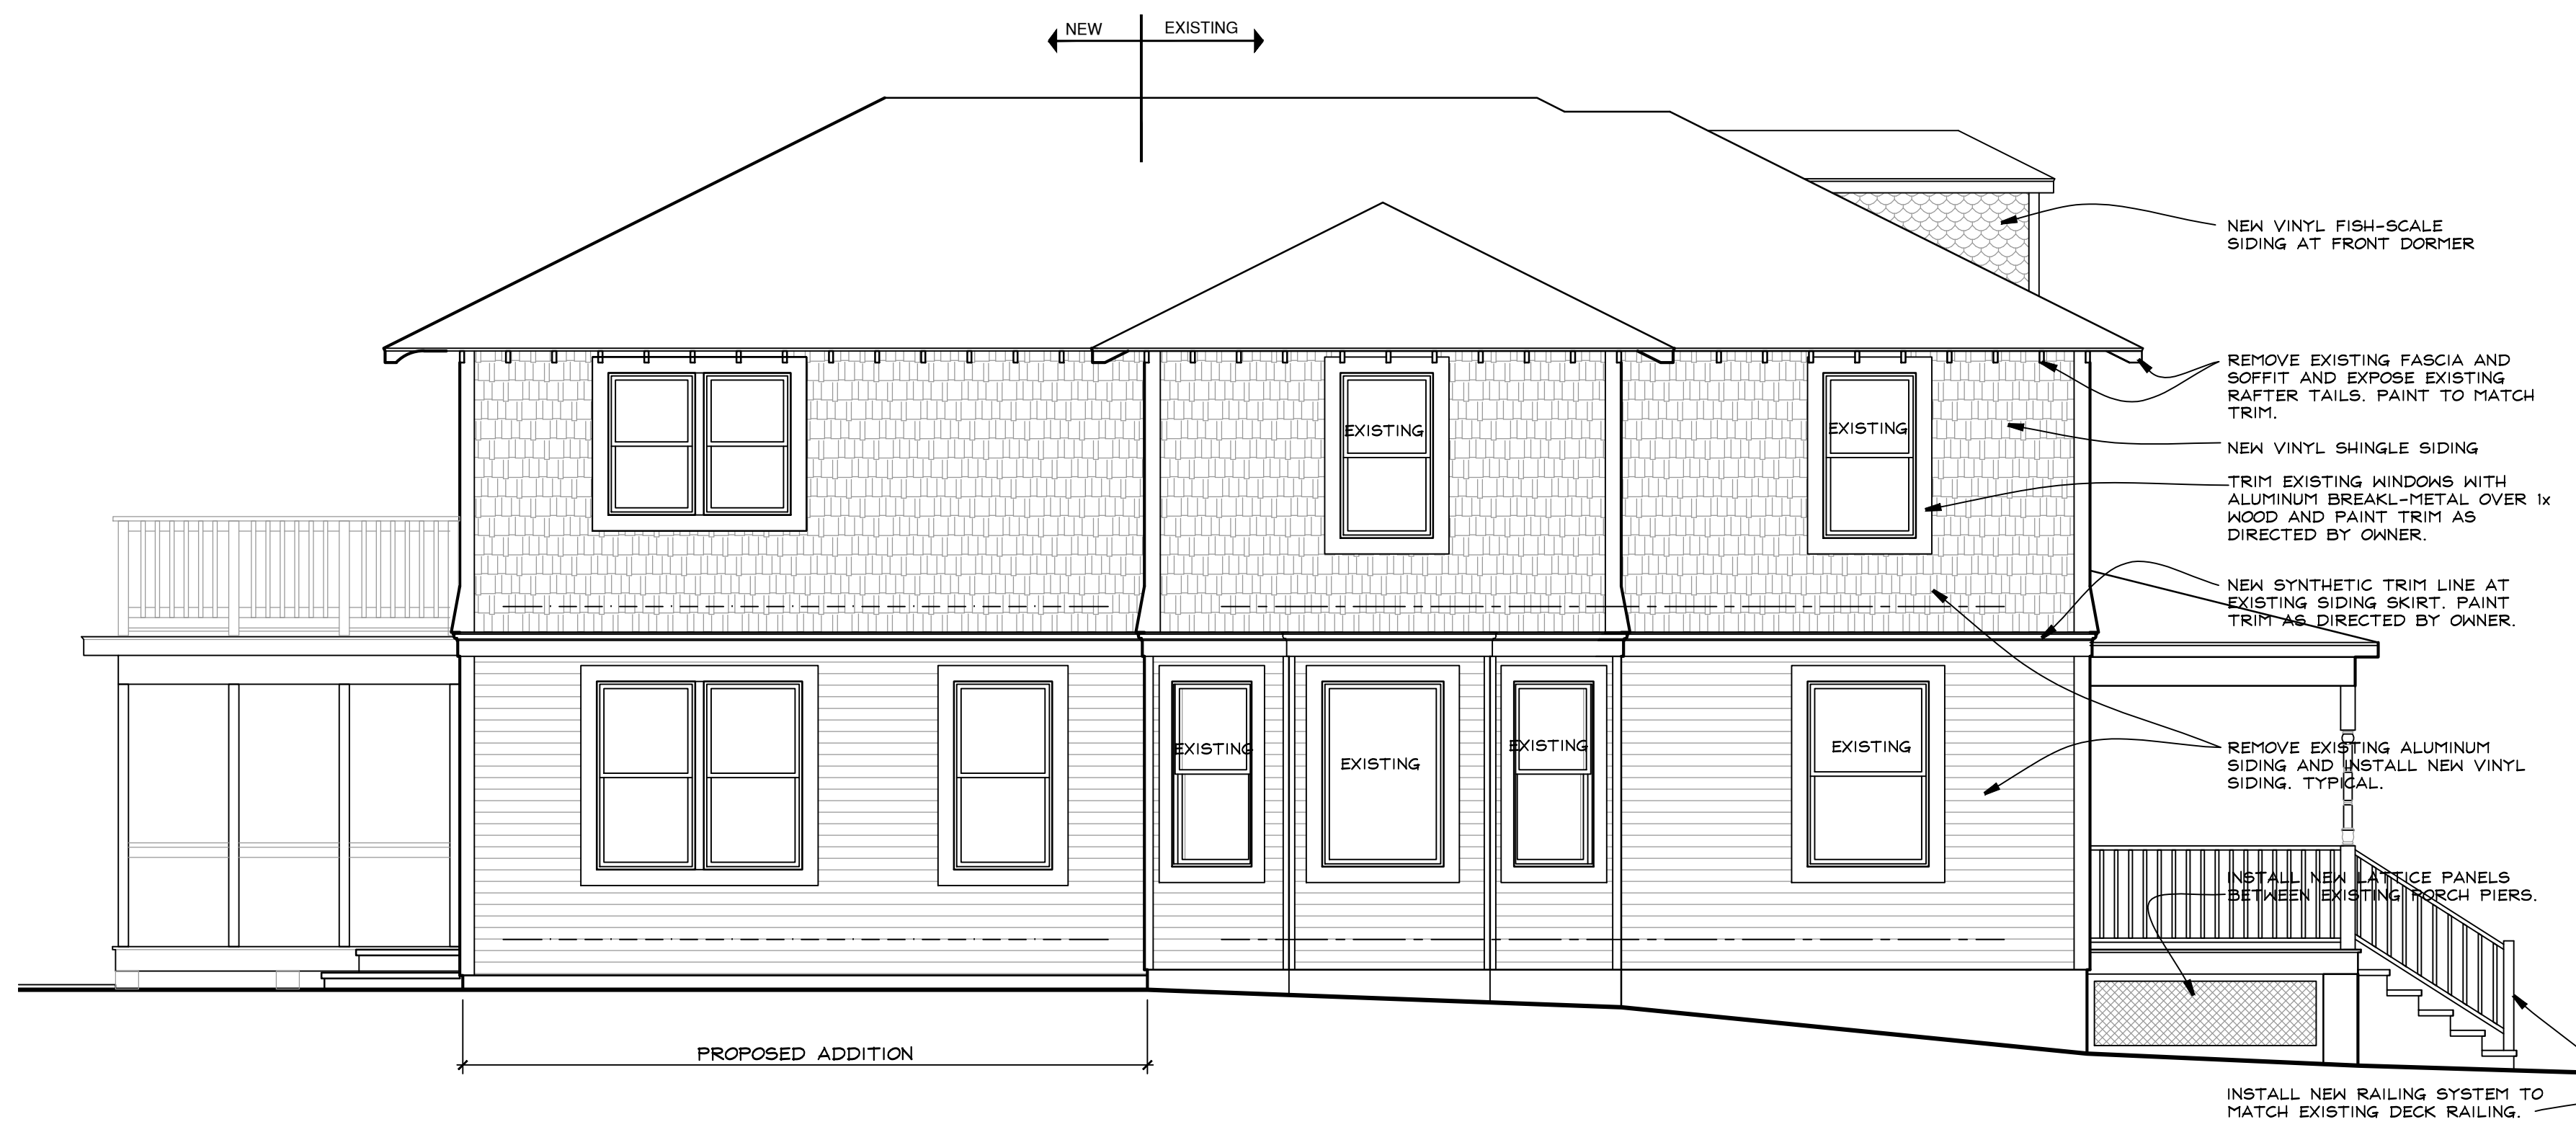 NEW EXISTING
NEW VINYL FISH-SCALE
SIDING AT FRONT DORMER
REMOVE EXISTING FASCIA AND
SOFFIT AND EXPOSE EXISTING
RAFTER TAILS. PAINT TO MATCH
TRIM.
EXISTING
EXISTING
NEW VINYL SHINGLE SIDING
TRIM EXISTING WINDOWS WITH
ALUMINUM BREAKL-METAL OVER 1x
WOOD AND PAINT TRIM AS
DIRECTED BY OWNER.
NEW SYNTHETIC TRIM LINE AT
EXISTING SIDING SKIRT. PAINT
TRIM AS DIRECTED BY OWNER.
EXISTING
EXISTING
EXISTING
EXISTING
REMOVE EXISTING ALUMINUM
SIDING AND INSTALL NEW VINYL
SIDING. TYPICAL.
INSTALL NEW LATTICE PANELS
BETWEEN EXISTING PORCH PIERS.
PROPOSED ADDITION
INSTALL NEW RAILING SYSTEM TO
MATCH EXISTING DECK RAILING.